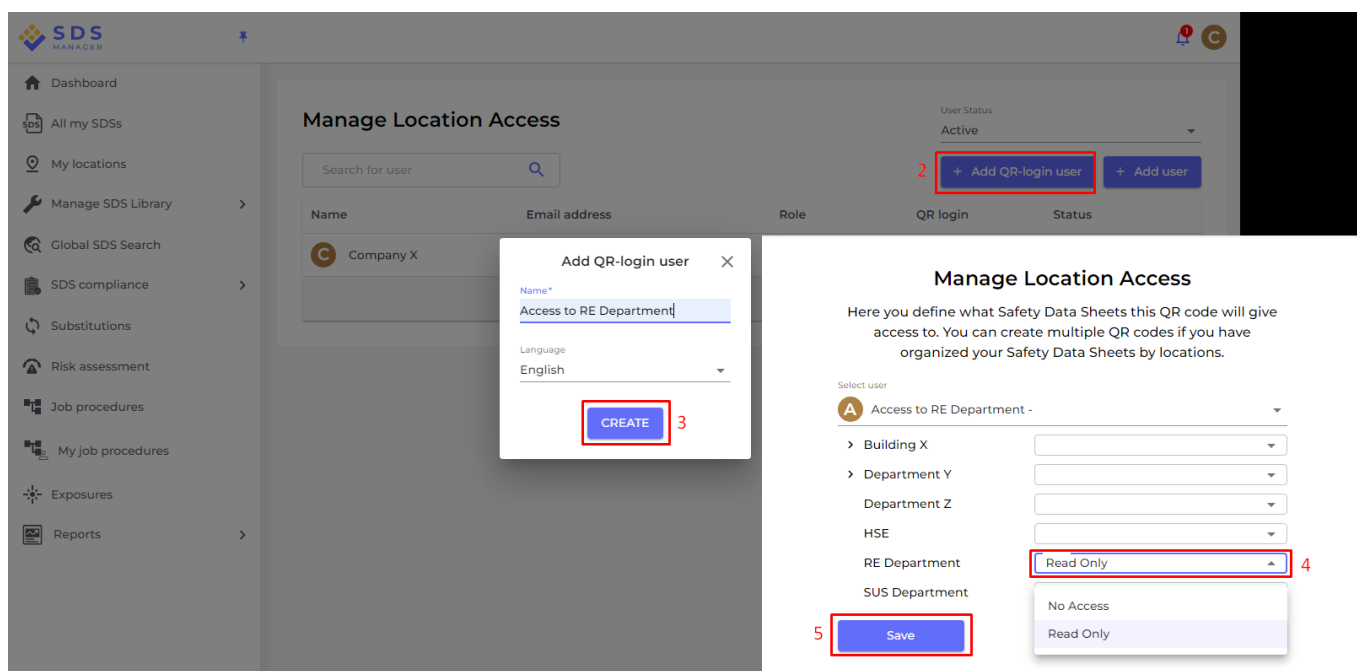 SDS
MANAGER
1
C
Dashboard
SDS
All my SDSs
My locations
Manage SDS Library
Global SDS Search
SDS compliance
Substitutions
Risk assessment
Job procedures
My job procedures
Exposures
Reports
Manage Location Access
User Status
Active
Search for user
2
+ Add QR-login user
+ Add user
Name Email address Role QR login Status
C Company X
Add QR-login user
Name*
Access to RE Department
Language
English
CREATE
3
Manage Location Access
Here you define what Safety Data Sheets this QR code will give
access to. You can create multiple QR codes if you have
organized your Safety Data Sheets by locations.
Select user
A Access to RE Department -
Building X
Department Y
Department Z
HSE
RE Department Read Only 4
SUS Department
No Access
Read Only
5 Save